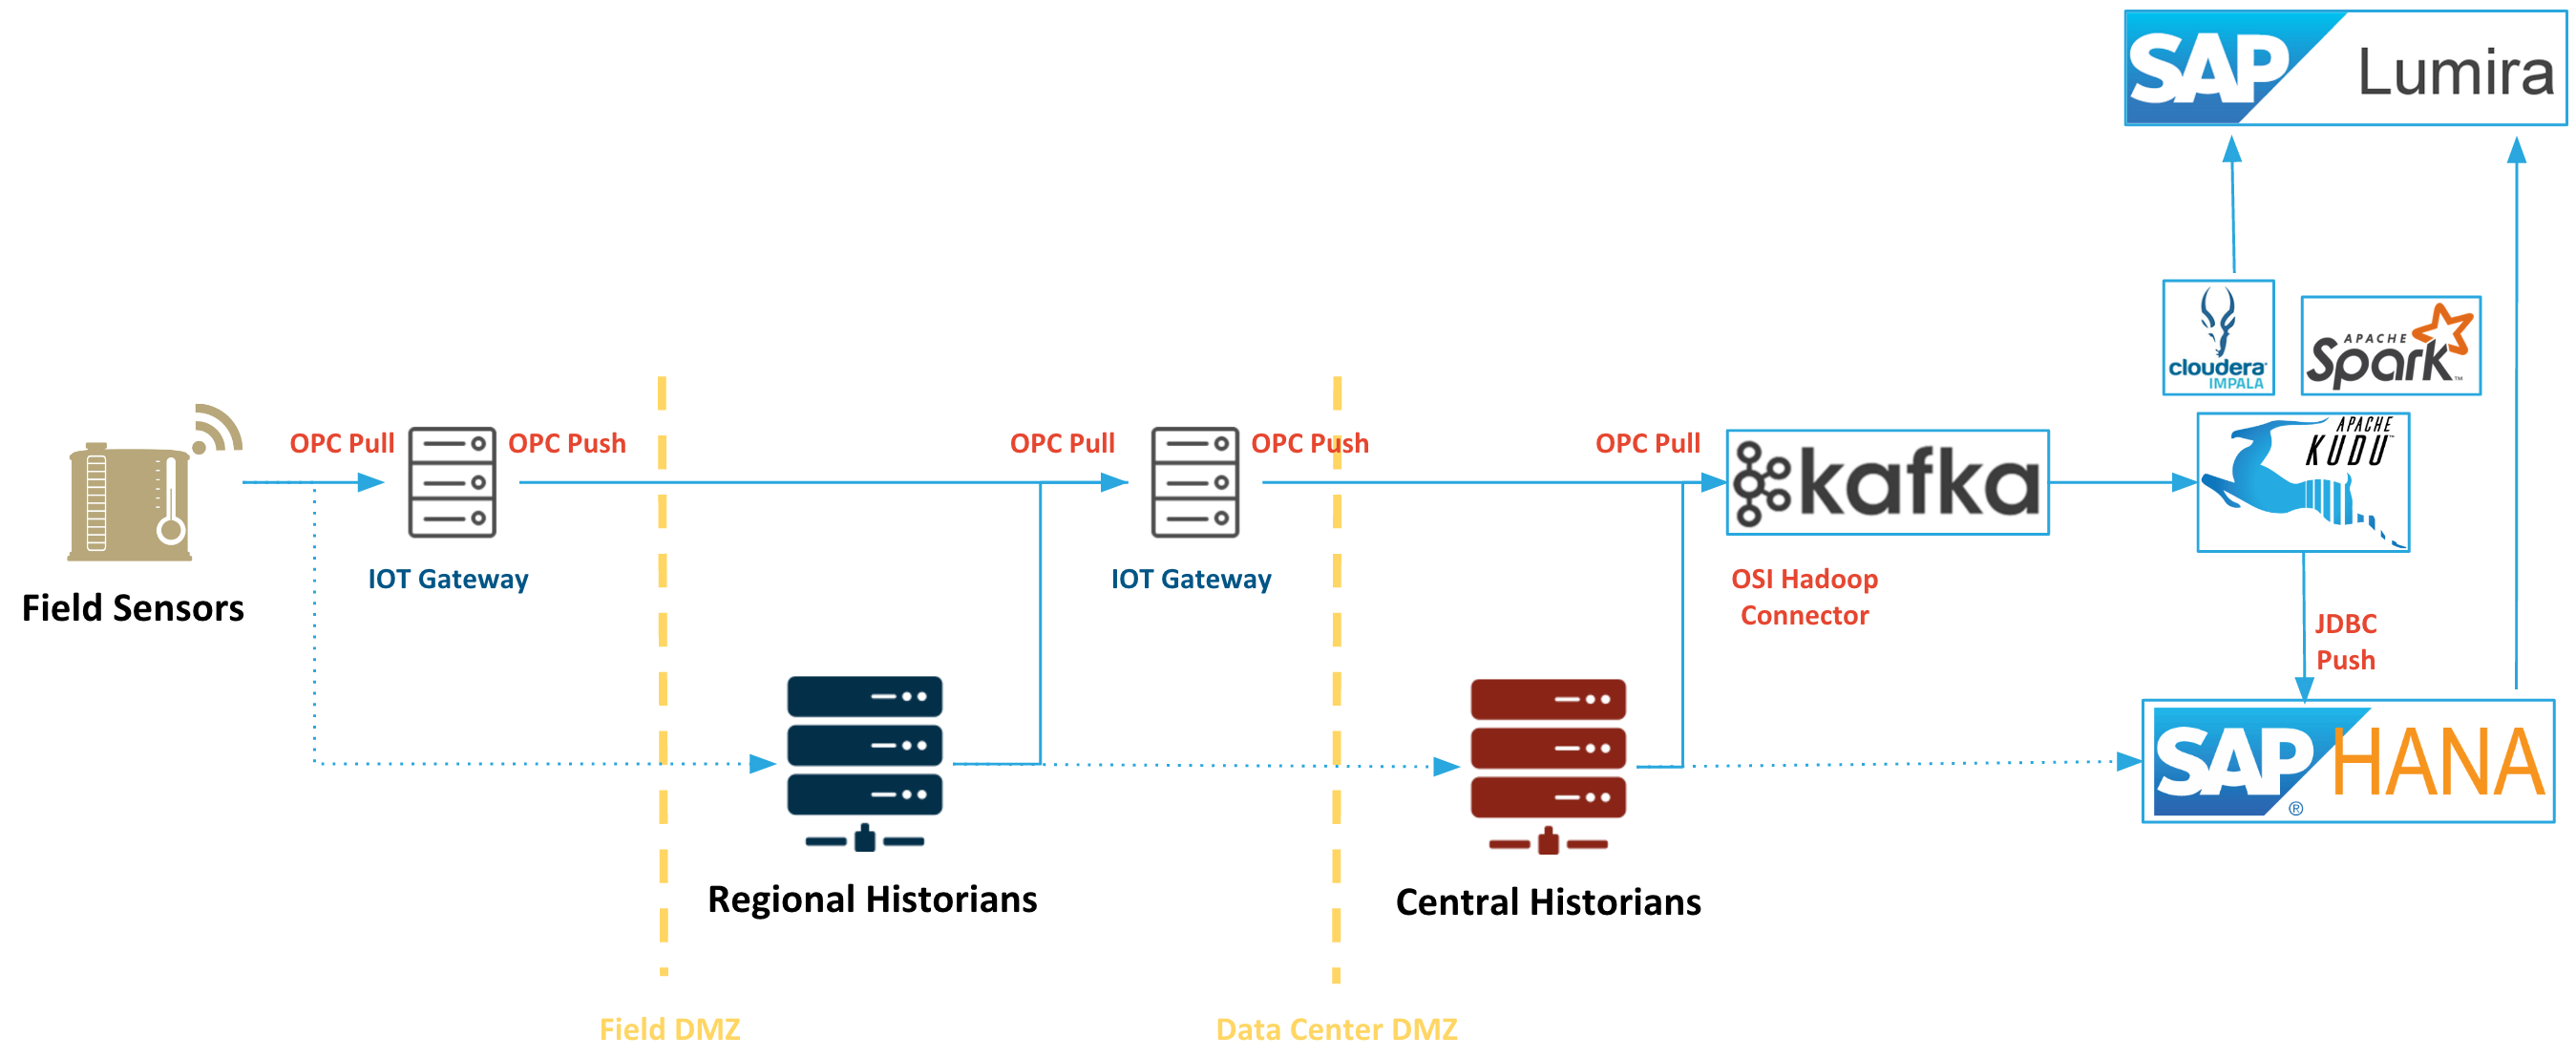 SAP Lumira
cloudera
IMPALA
APACHE
Spark™
APACHE
KUDU™
OPC Pull
OPC Push
OPC Pull
OPC Push
OPC Pull
kafka
IOT Gateway
IOT Gateway
OSI Hadoop
Connector
Field Sensors
JDBC
Push
SAP® HANA
Regional Historians
Central Historians
Field DMZ
Data Center DMZ